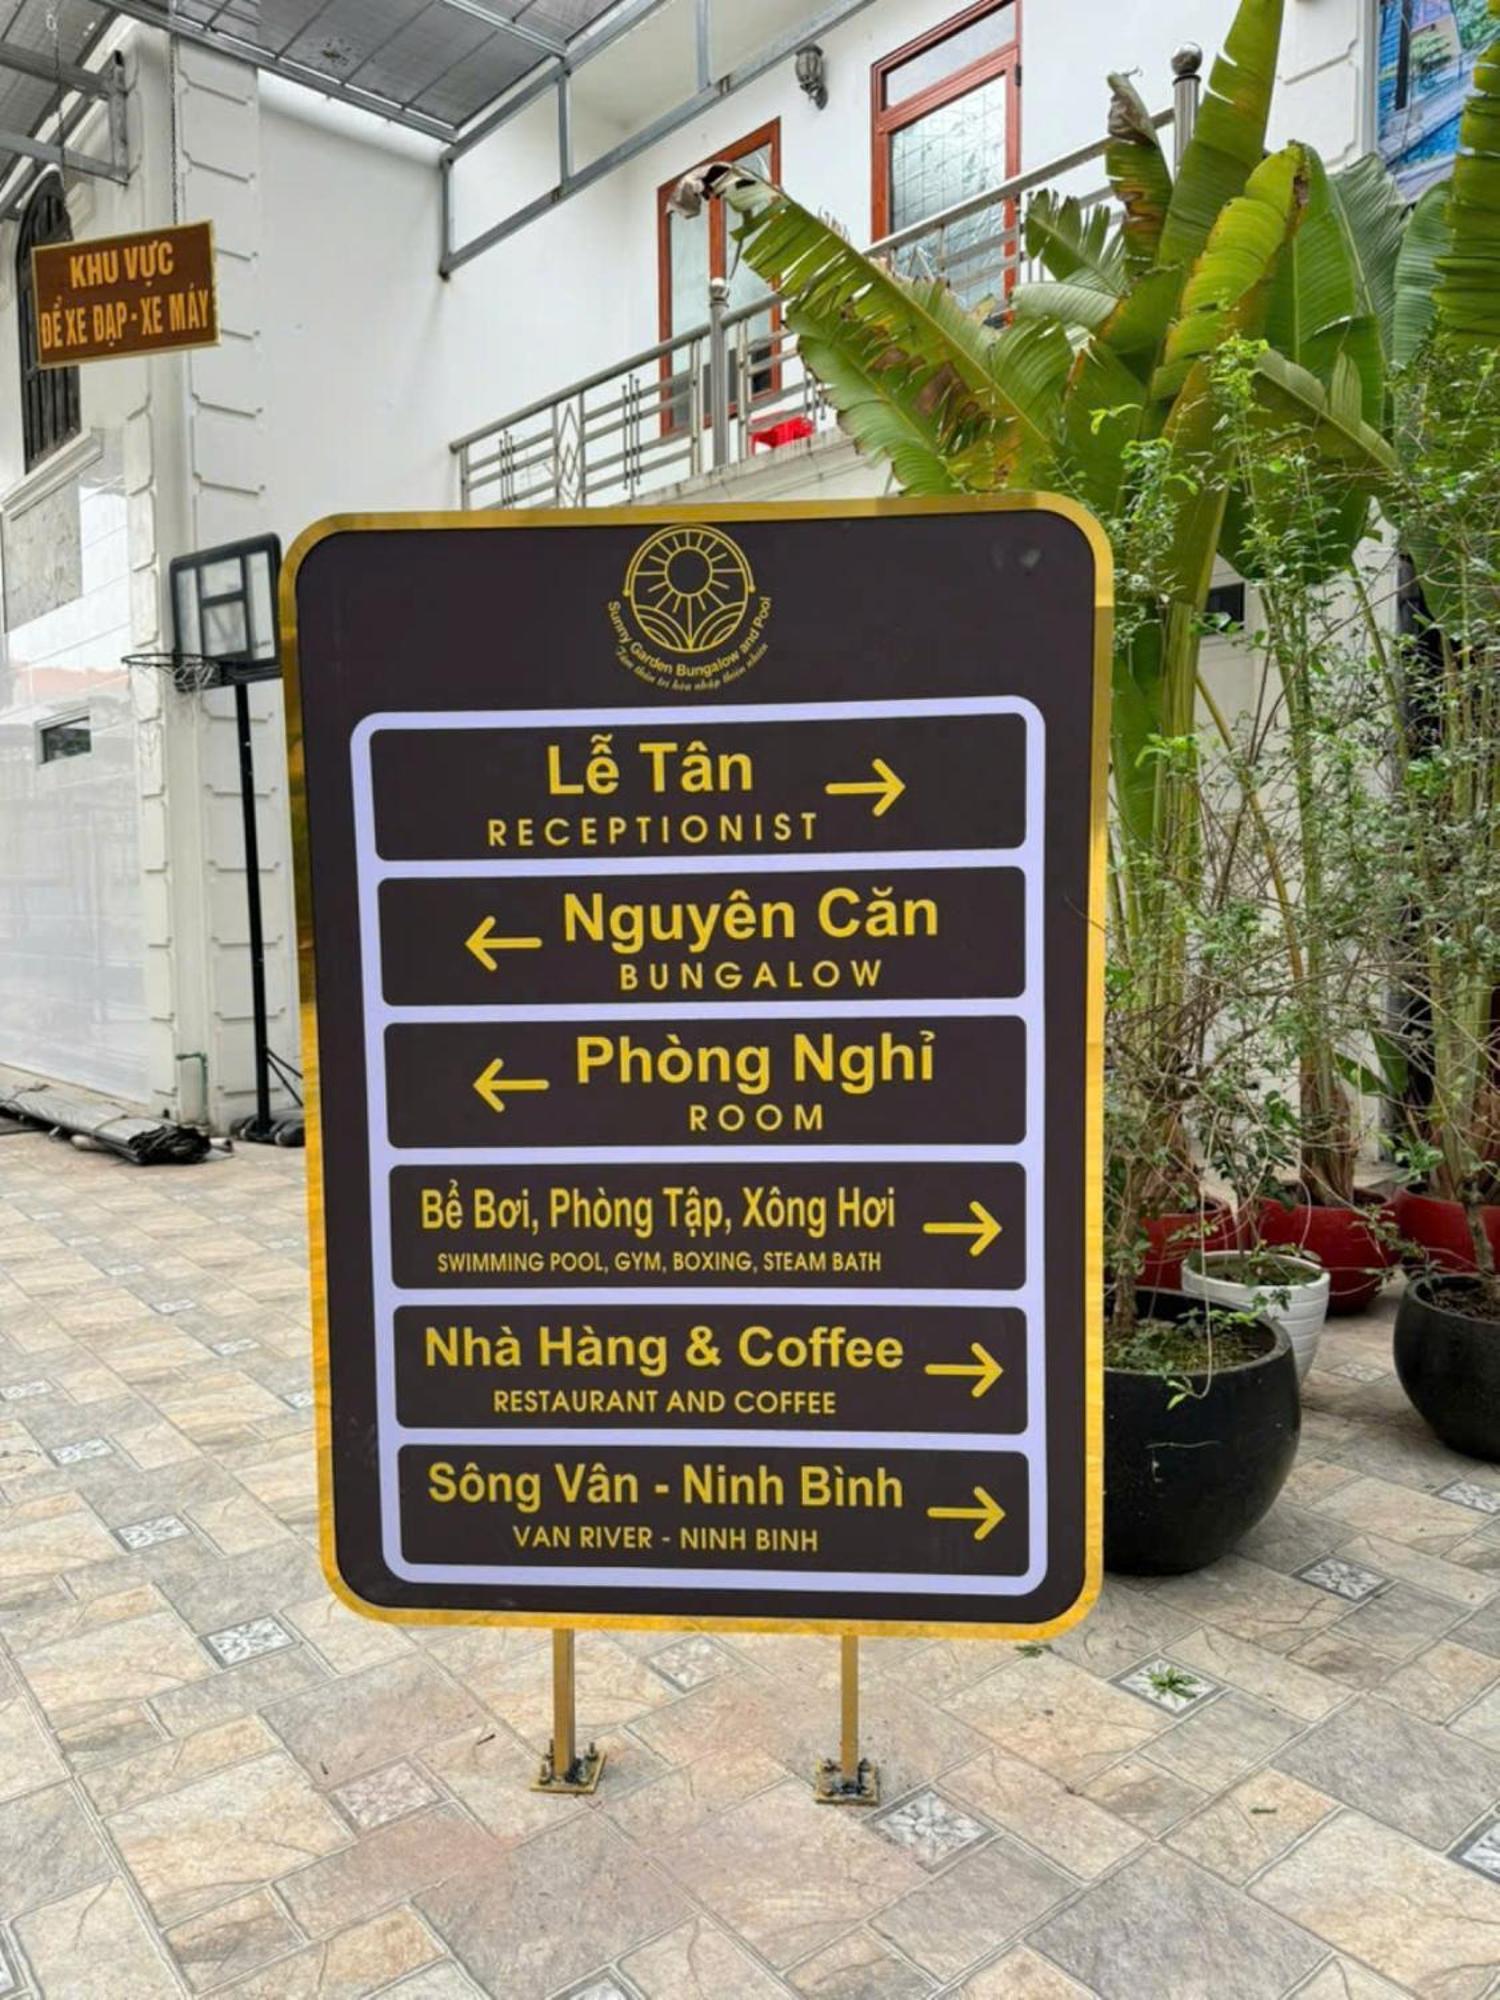 KHU VỰC
ĐỂ XE ĐẠP - XE MÁY
Sunny Garden Bungalow and Pool
Lễ Tân
RECEPTIONIST
Nguyên Căn
BUNGALOW
Phòng Nghỉ
ROOM
Bể Bơi, Phòng Tập, Xông Hơi
SWIMMING POOL, GYM, BOXING, STEAM BATH
Nhà Hàng & Coffee
RESTAURANT AND COFFEE
Sông Vân - Ninh Bình
VAN RIVER - NINH BINH